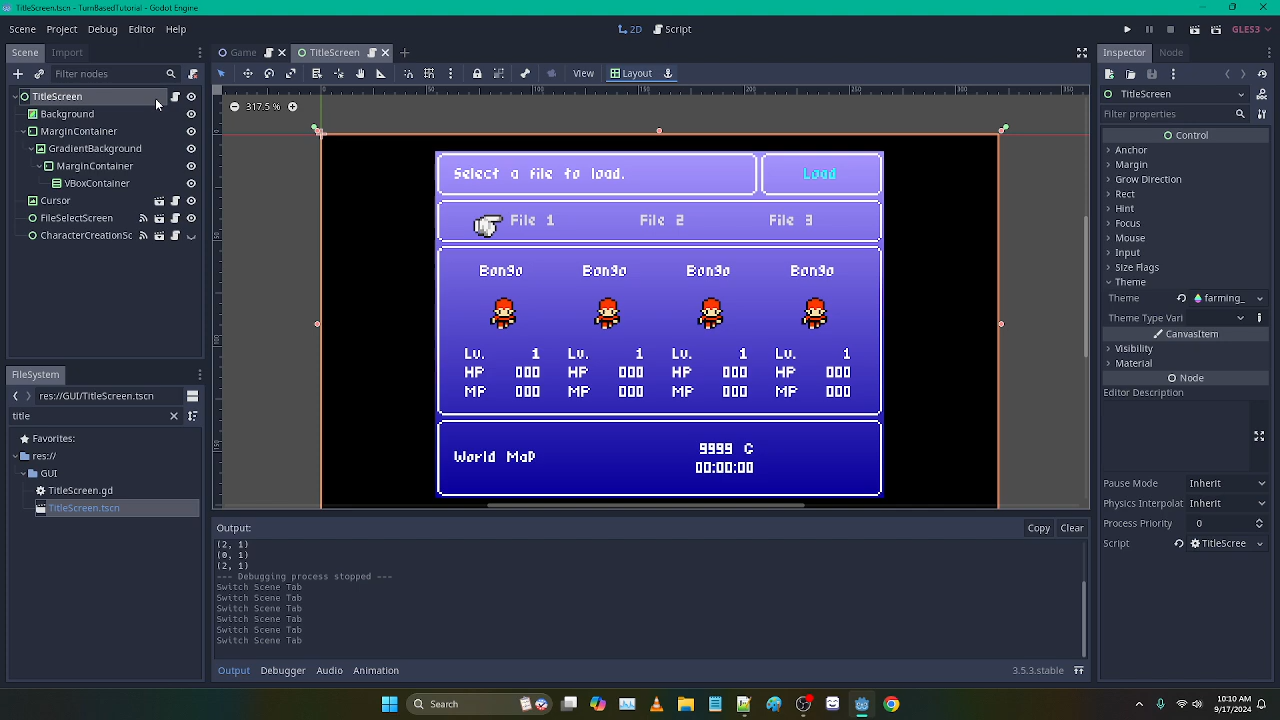 TitleScreen.tscn - TurnBasedTutorial - Godot Engine
Scene Project Debug Editor Help
2D Script
GLES3
Scene Import
Game TitleScreen
Inspector Node
Filter nodes
View Layout
TitleScreen
Background
MarginContainer
GradientBackground
MarginContainer
VBoxContainer
Cursor
FileSelectScreen
CharacterCreationSc
317.5 %
0 50 100 150 200 250 300 350
Select a file to load. Load
File 1 File 2 File 3
Bongo Bongo Bongo Bongo
Lv. 1 Lv. 1 Lv. 1 Lv. 1
HP 000 HP 000 HP 000 HP 000
MP 000 MP 000 MP 000 MP 000
World Map
9999 C
00:00:00
TitleScreen
Filter properties
Control
Anchor
Margin
Grow Direction
Rect
Hint
Focus
Mouse
Input
Size Flags
Theme
Theme farming_
Theme Type Vari
CanvasItem
Visibility
Material
Node
Editor Description
Pause Mode Inherit
Physics Interpolat Inherit
Process Priority 0
Script TitleScree
FileSystem
res://GUI/TitleScreen.tscn
title
Favorites:
res://
GUI
TitleScreen.gd
TitleScreen.tscn
Output:
Copy Clear
(2, 1)
(0, 1)
(2, 1)
--- Debugging process stopped ---
Switch Scene Tab
Switch Scene Tab
Switch Scene Tab
Switch Scene Tab
Switch Scene Tab
Switch Scene Tab
Output Debugger Audio Animation
3.5.3.stable
Search
10:10 AM
5/17/2024